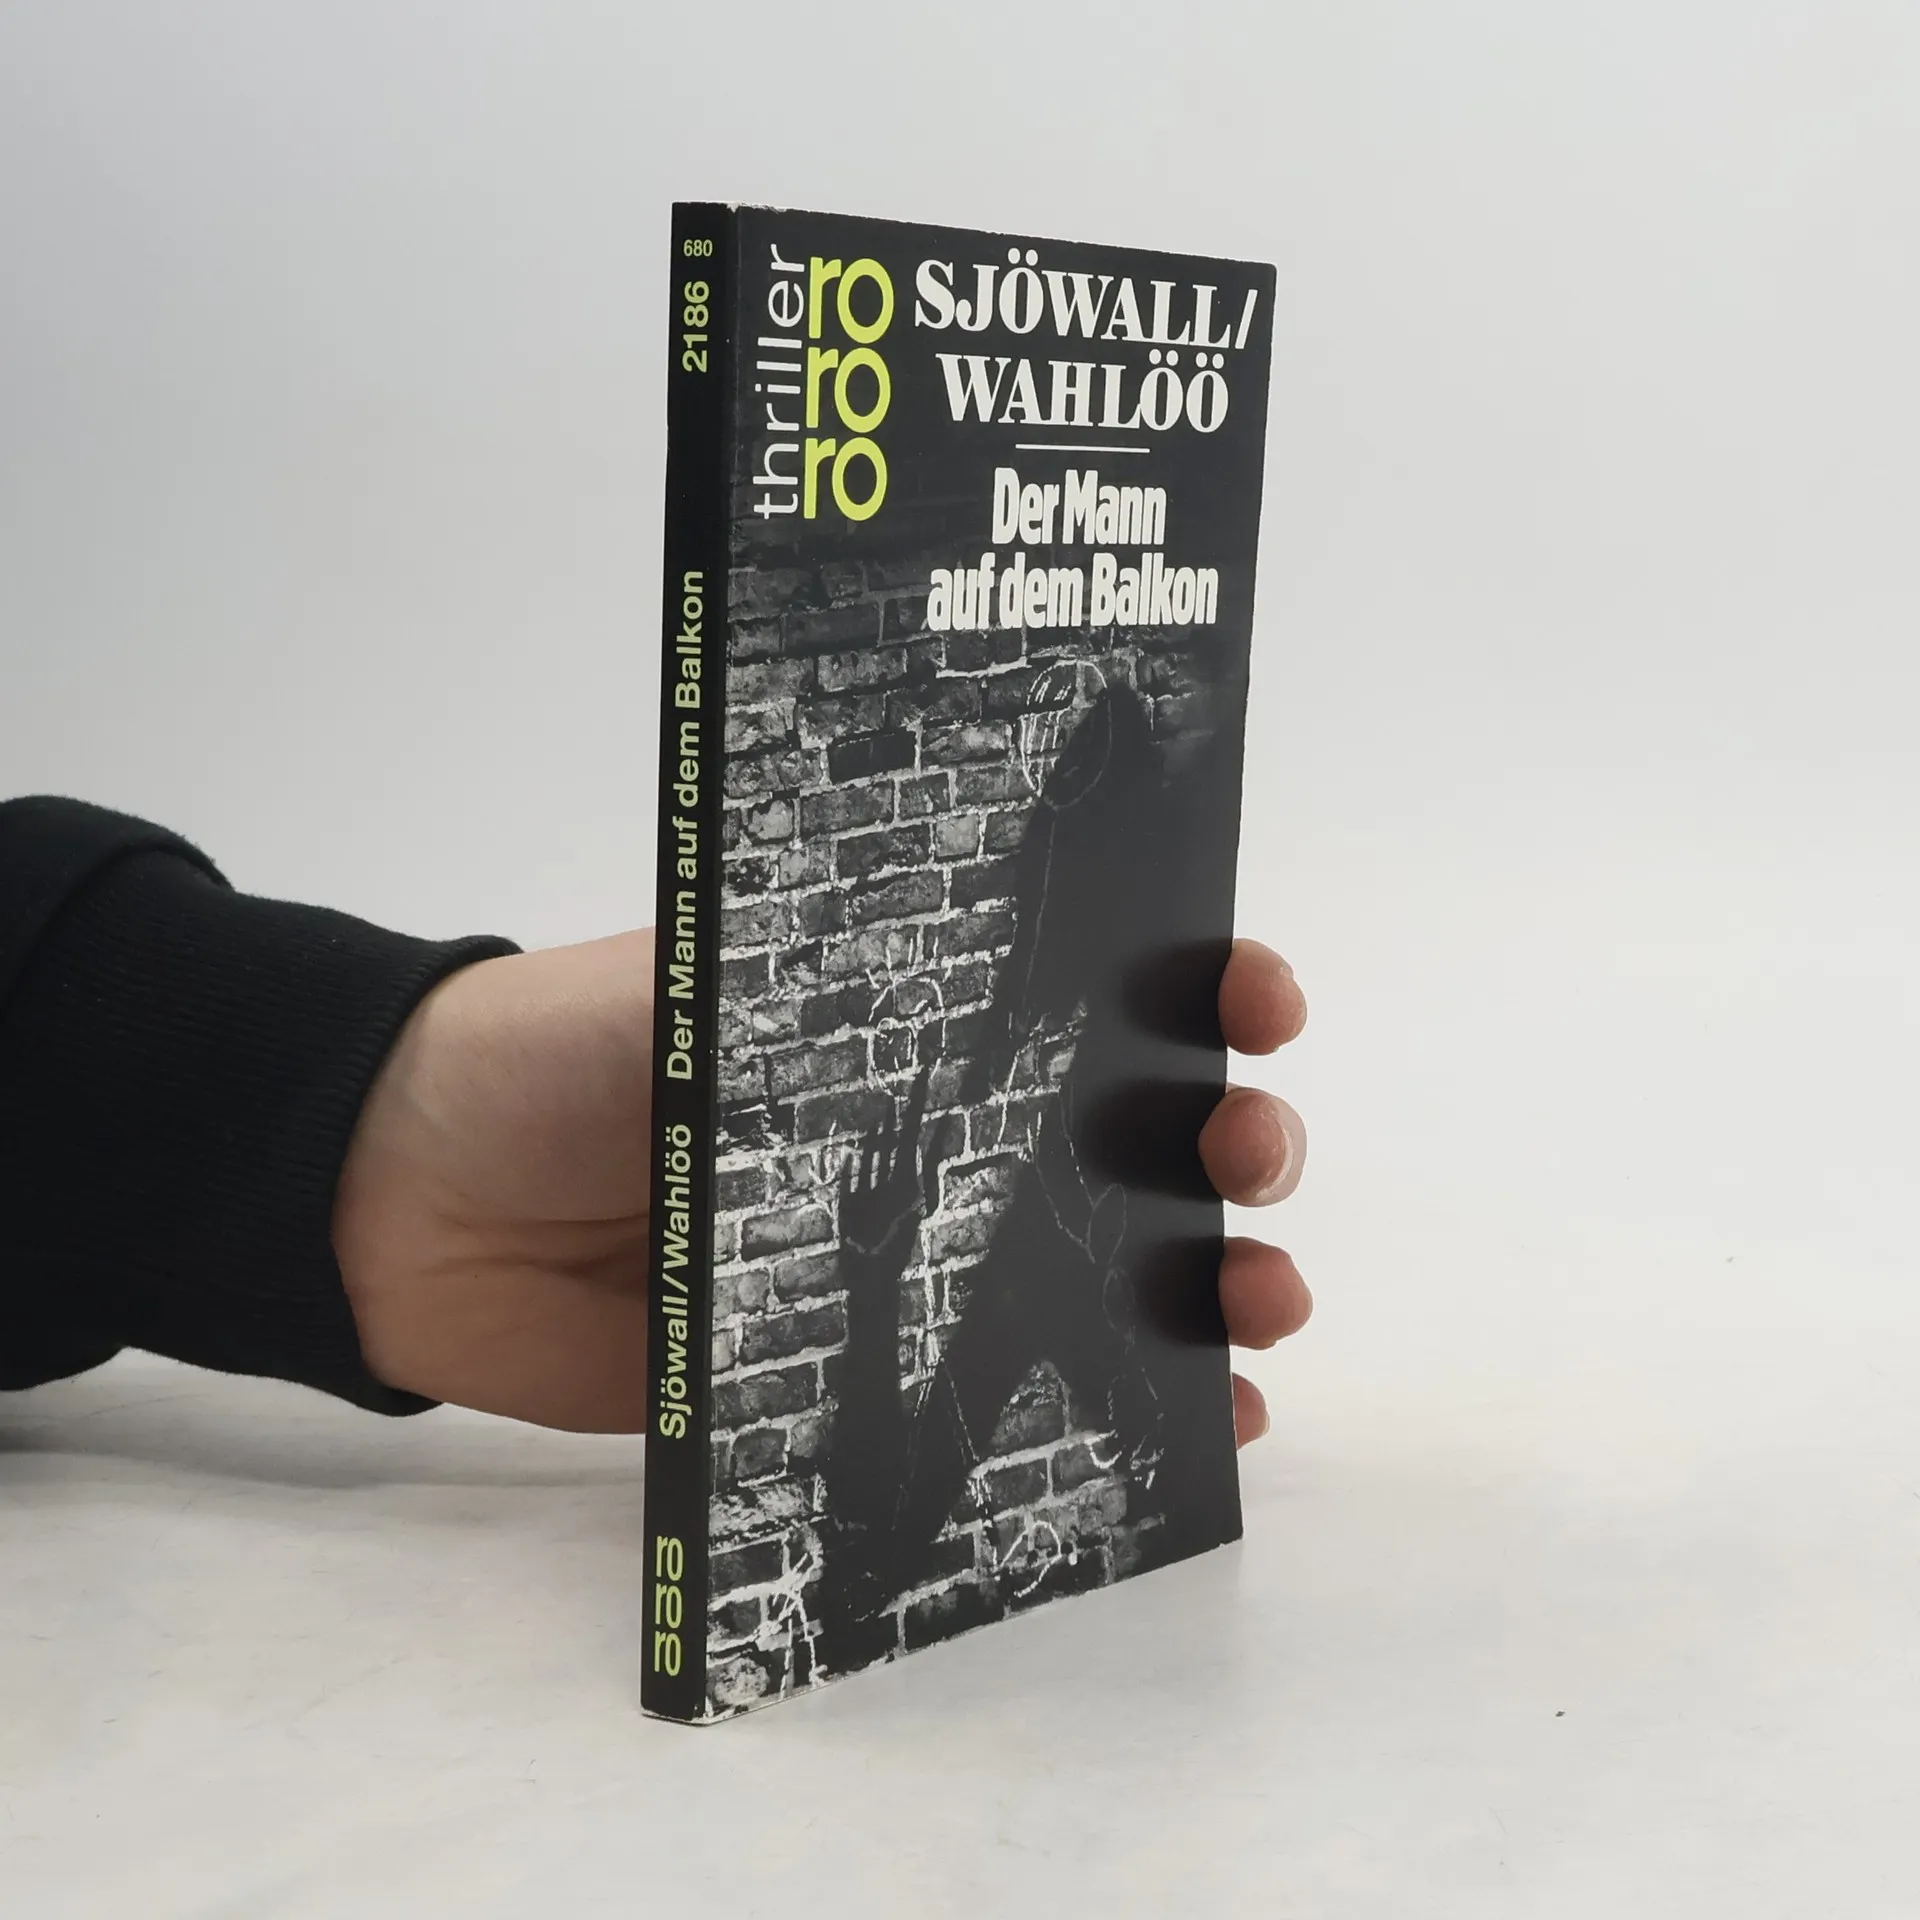 680
2186
Sjöwall/Wahlöö Der Mann auf dem Balkon
ro
ro
ro
thriller
ro
ro
ro
SJÖWALL/
WAHLÖÖ
Der Mann
auf dem Balkon